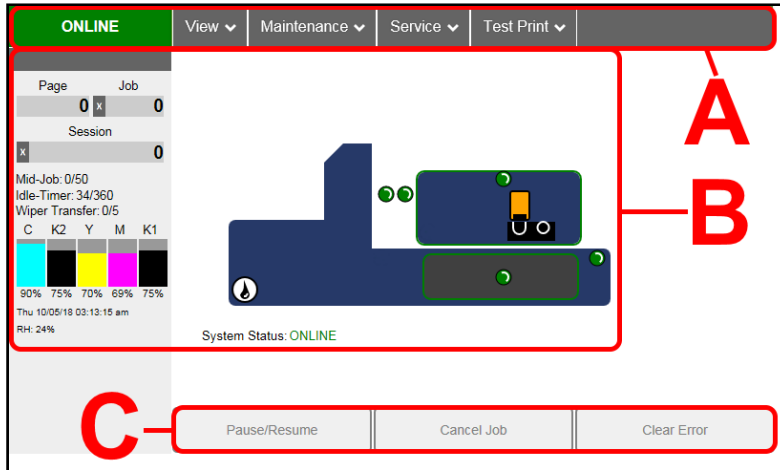 ONLINE View Maintenance Service Test Print
A
Page Job
0 x 0
Session
x 0
Mid-Job: 0/50
Idle-Timer: 34/360
Wiper Transfer: 0/5
C K2 Y M K1
90% 75% 70% 69% 75%
Thu 10/05/18 03:13:15 am
RH: 24%
B
System Status: ONLINE
C
Pause/Resume Cancel Job Clear Error